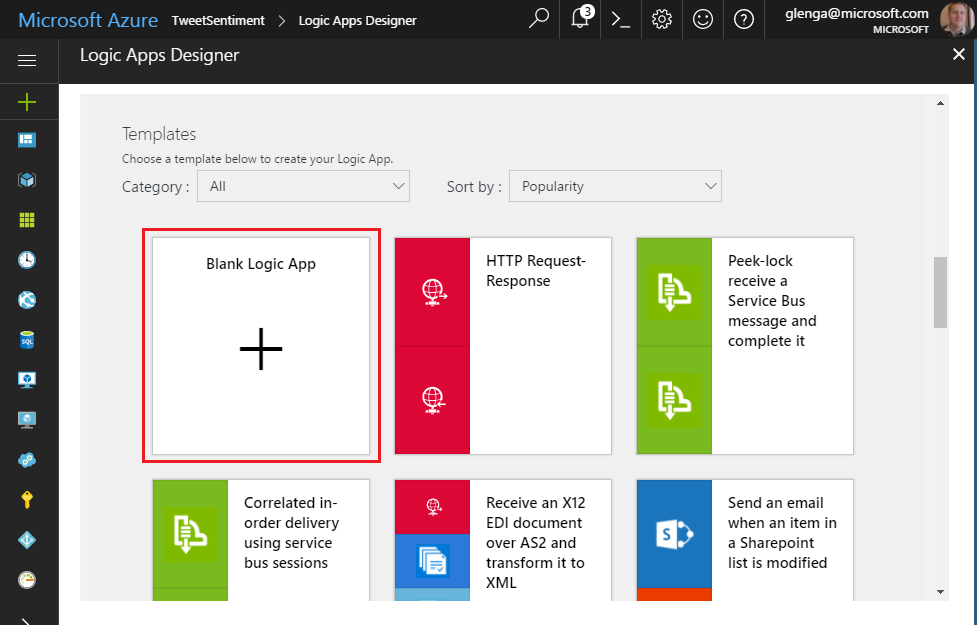 Microsoft Azure TweetSentiment > Logic Apps Designer
3
glenga@microsoft.com
MICROSOFT
Logic Apps Designer
Templates
Choose a template below to create your Logic App.
Category : All
Sort by : Popularity
Blank Logic App
HTTP Request-
Response
Peek-lock
receive a
Service Bus
message and
complete it
SQL
Correlated in-
order delivery
using service
bus sessions
Receive an X12
EDI document
over AS2 and
transform it to
XML
S
Send an email
when an item in
a Sharepoint
list is modified